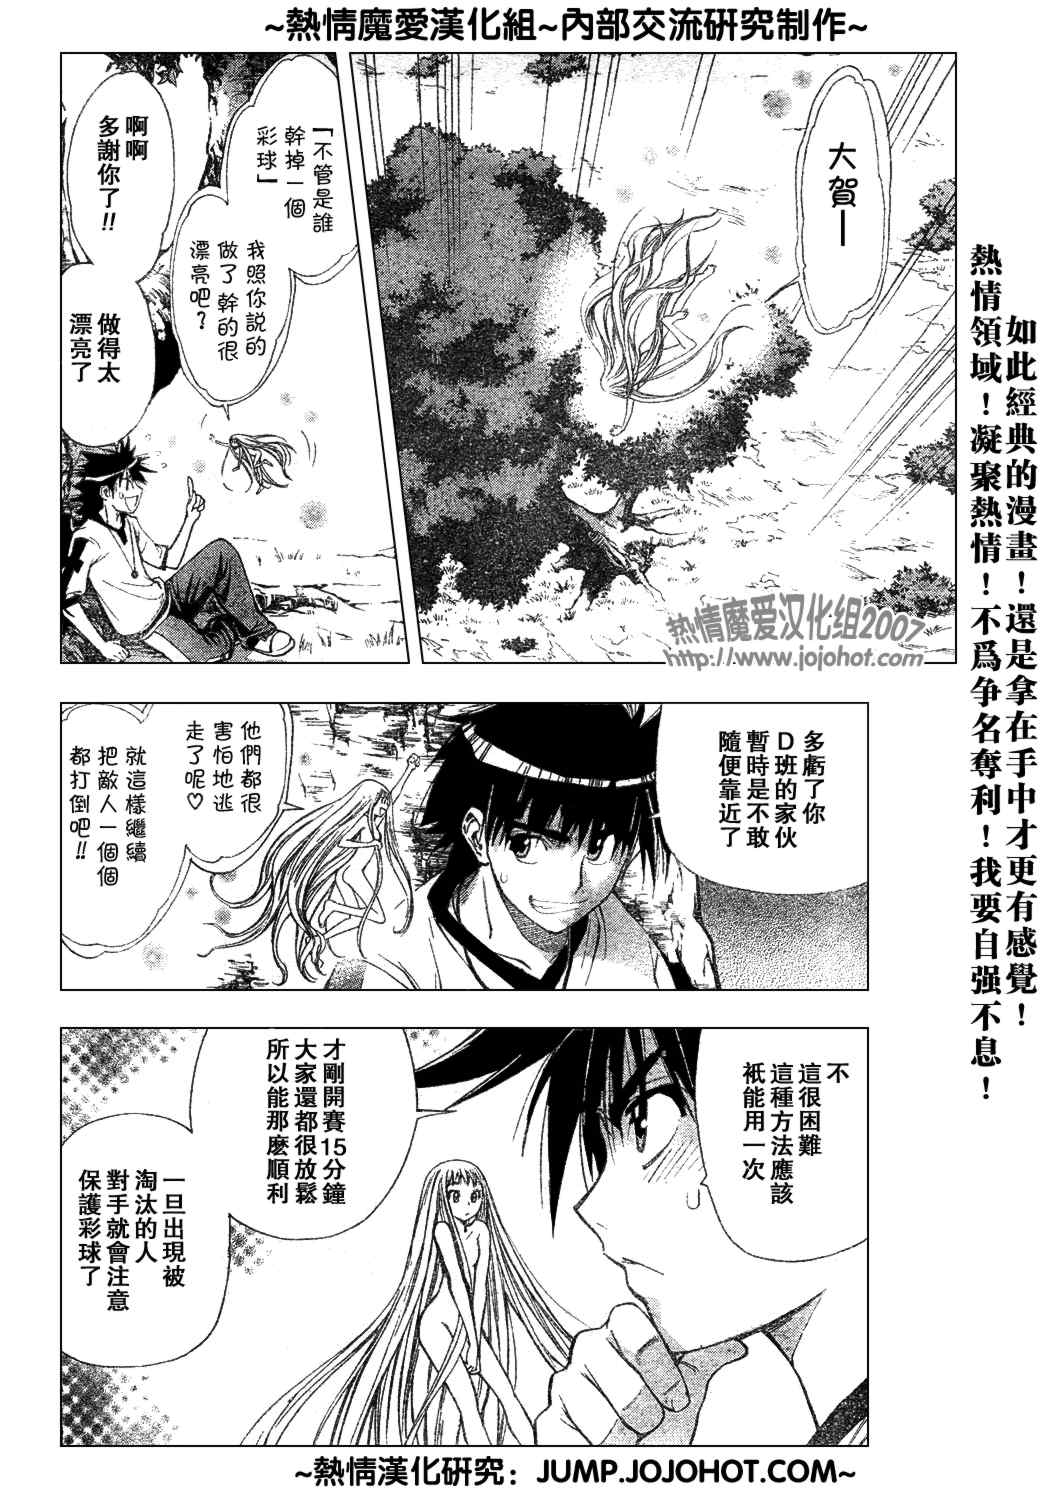 ~熱情魔愛漢化組~內部交流研究制作~
大賀—
「不管是誰
幹掉一個
彩球」
我照你說的
做了 幹的很
漂亮吧？
啊啊
多謝你了!!
做得太
漂亮了
熱情魔愛汉化组2007
http://www.jojohot.com
多虧了你
D班的家伙
暫時是不敢
隨便靠近了
他們都很
害怕地逃
走了呢♡
就這樣繼續
把敵人一個個
都打倒吧!!
不
這很困難
這種方法應該
衹能用一次
才剛開賽15分鐘
大家還都很放鬆
所以能那麽順利
一旦出現被
淘汰的人
對手就會注意
保護彩球了
如此經典的漫畫！還是拿在手中才更有感覺！
熱情領域！凝聚熱情！不爲争名奪利！我要自强不息！
~熱情漢化研究：JUMP.JOJOHOT.COM~